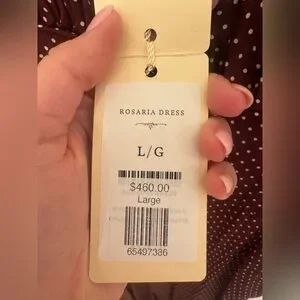 ROSARIA DRESS
L/G
$460.00
Large
65497386